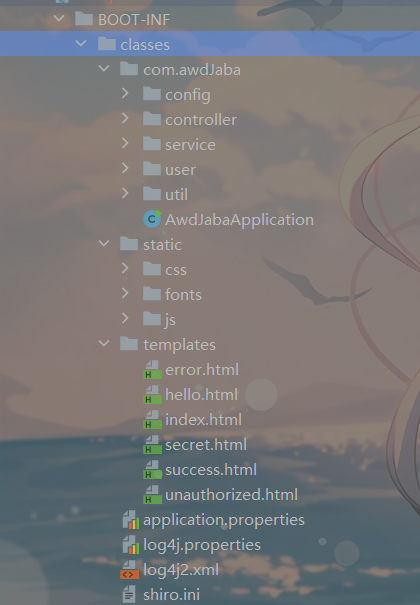 BOOT-INF
classes
com.awdJaba
config
controller
service
user
util
AwdJabaApplication
static
css
fonts
js
templates
error.html
hello.html
index.html
secret.html
success.html
unauthorized.html
application.properties
log4j.properties
log4j2.xml
shiro.ini